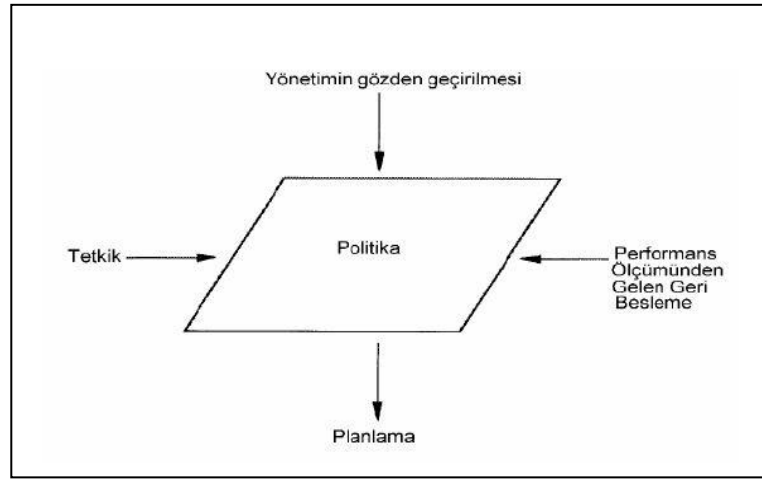 Yönetimin gözden geçirilmesi
Tetkik
Politika
Performans
Ölçümünden
Gelen Geri
Besleme
Planlama